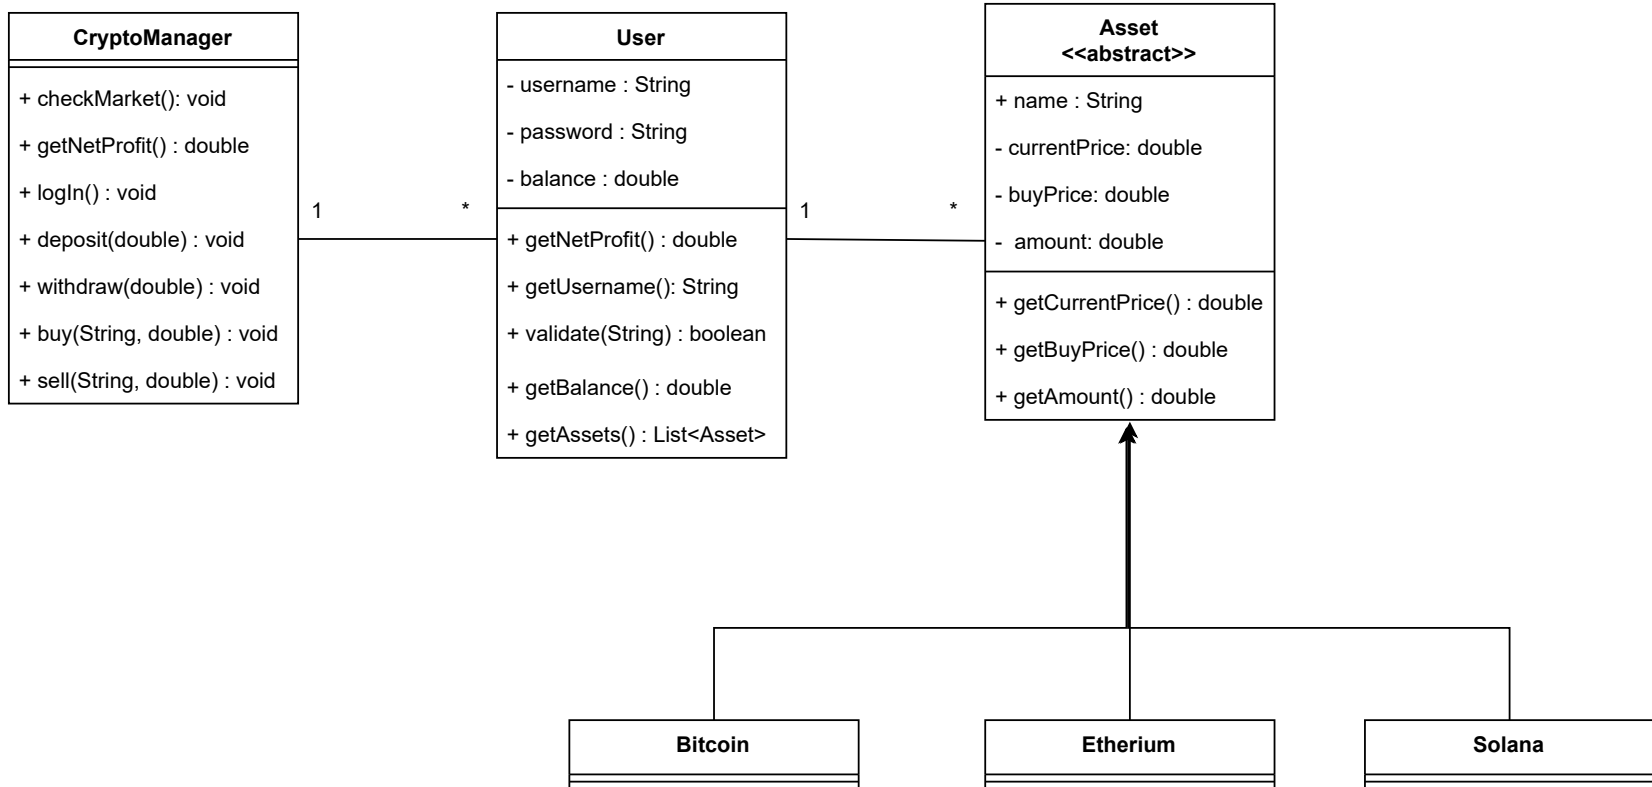 CryptoManager
+ checkMarket(): void
+ getNetProfit() : double
+ logIn() : void
+ deposit(double) : void
+ withdraw(double) : void
+ buy(String, double) : void
+ sell(String, double) : void
1
*
User
- username : String
- password : String
- balance : double
+ getNetProfit() : double
+ getUsername(): String
+ validate(String) : boolean
+ getBalance() : double
+ getAssets() : List<Asset>
1
*
Asset
<<abstract>>
+ name : String
- currentPrice: double
- buyPrice: double
- amount: double
+ getCurrentPrice() : double
+ getBuyPrice() : double
+ getAmount() : double
Bitcoin
Etherium
Solana